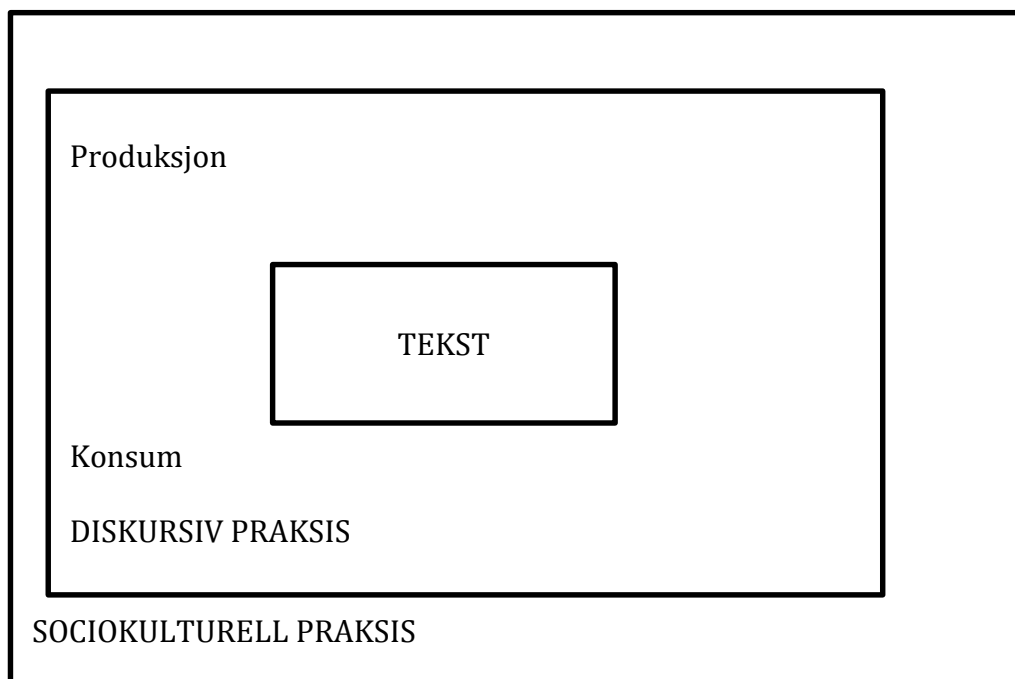 Produksjon
TEKST
Konsum
DISKURSIV PRAKSIS
SOCIOKULTURELL PRAKSIS